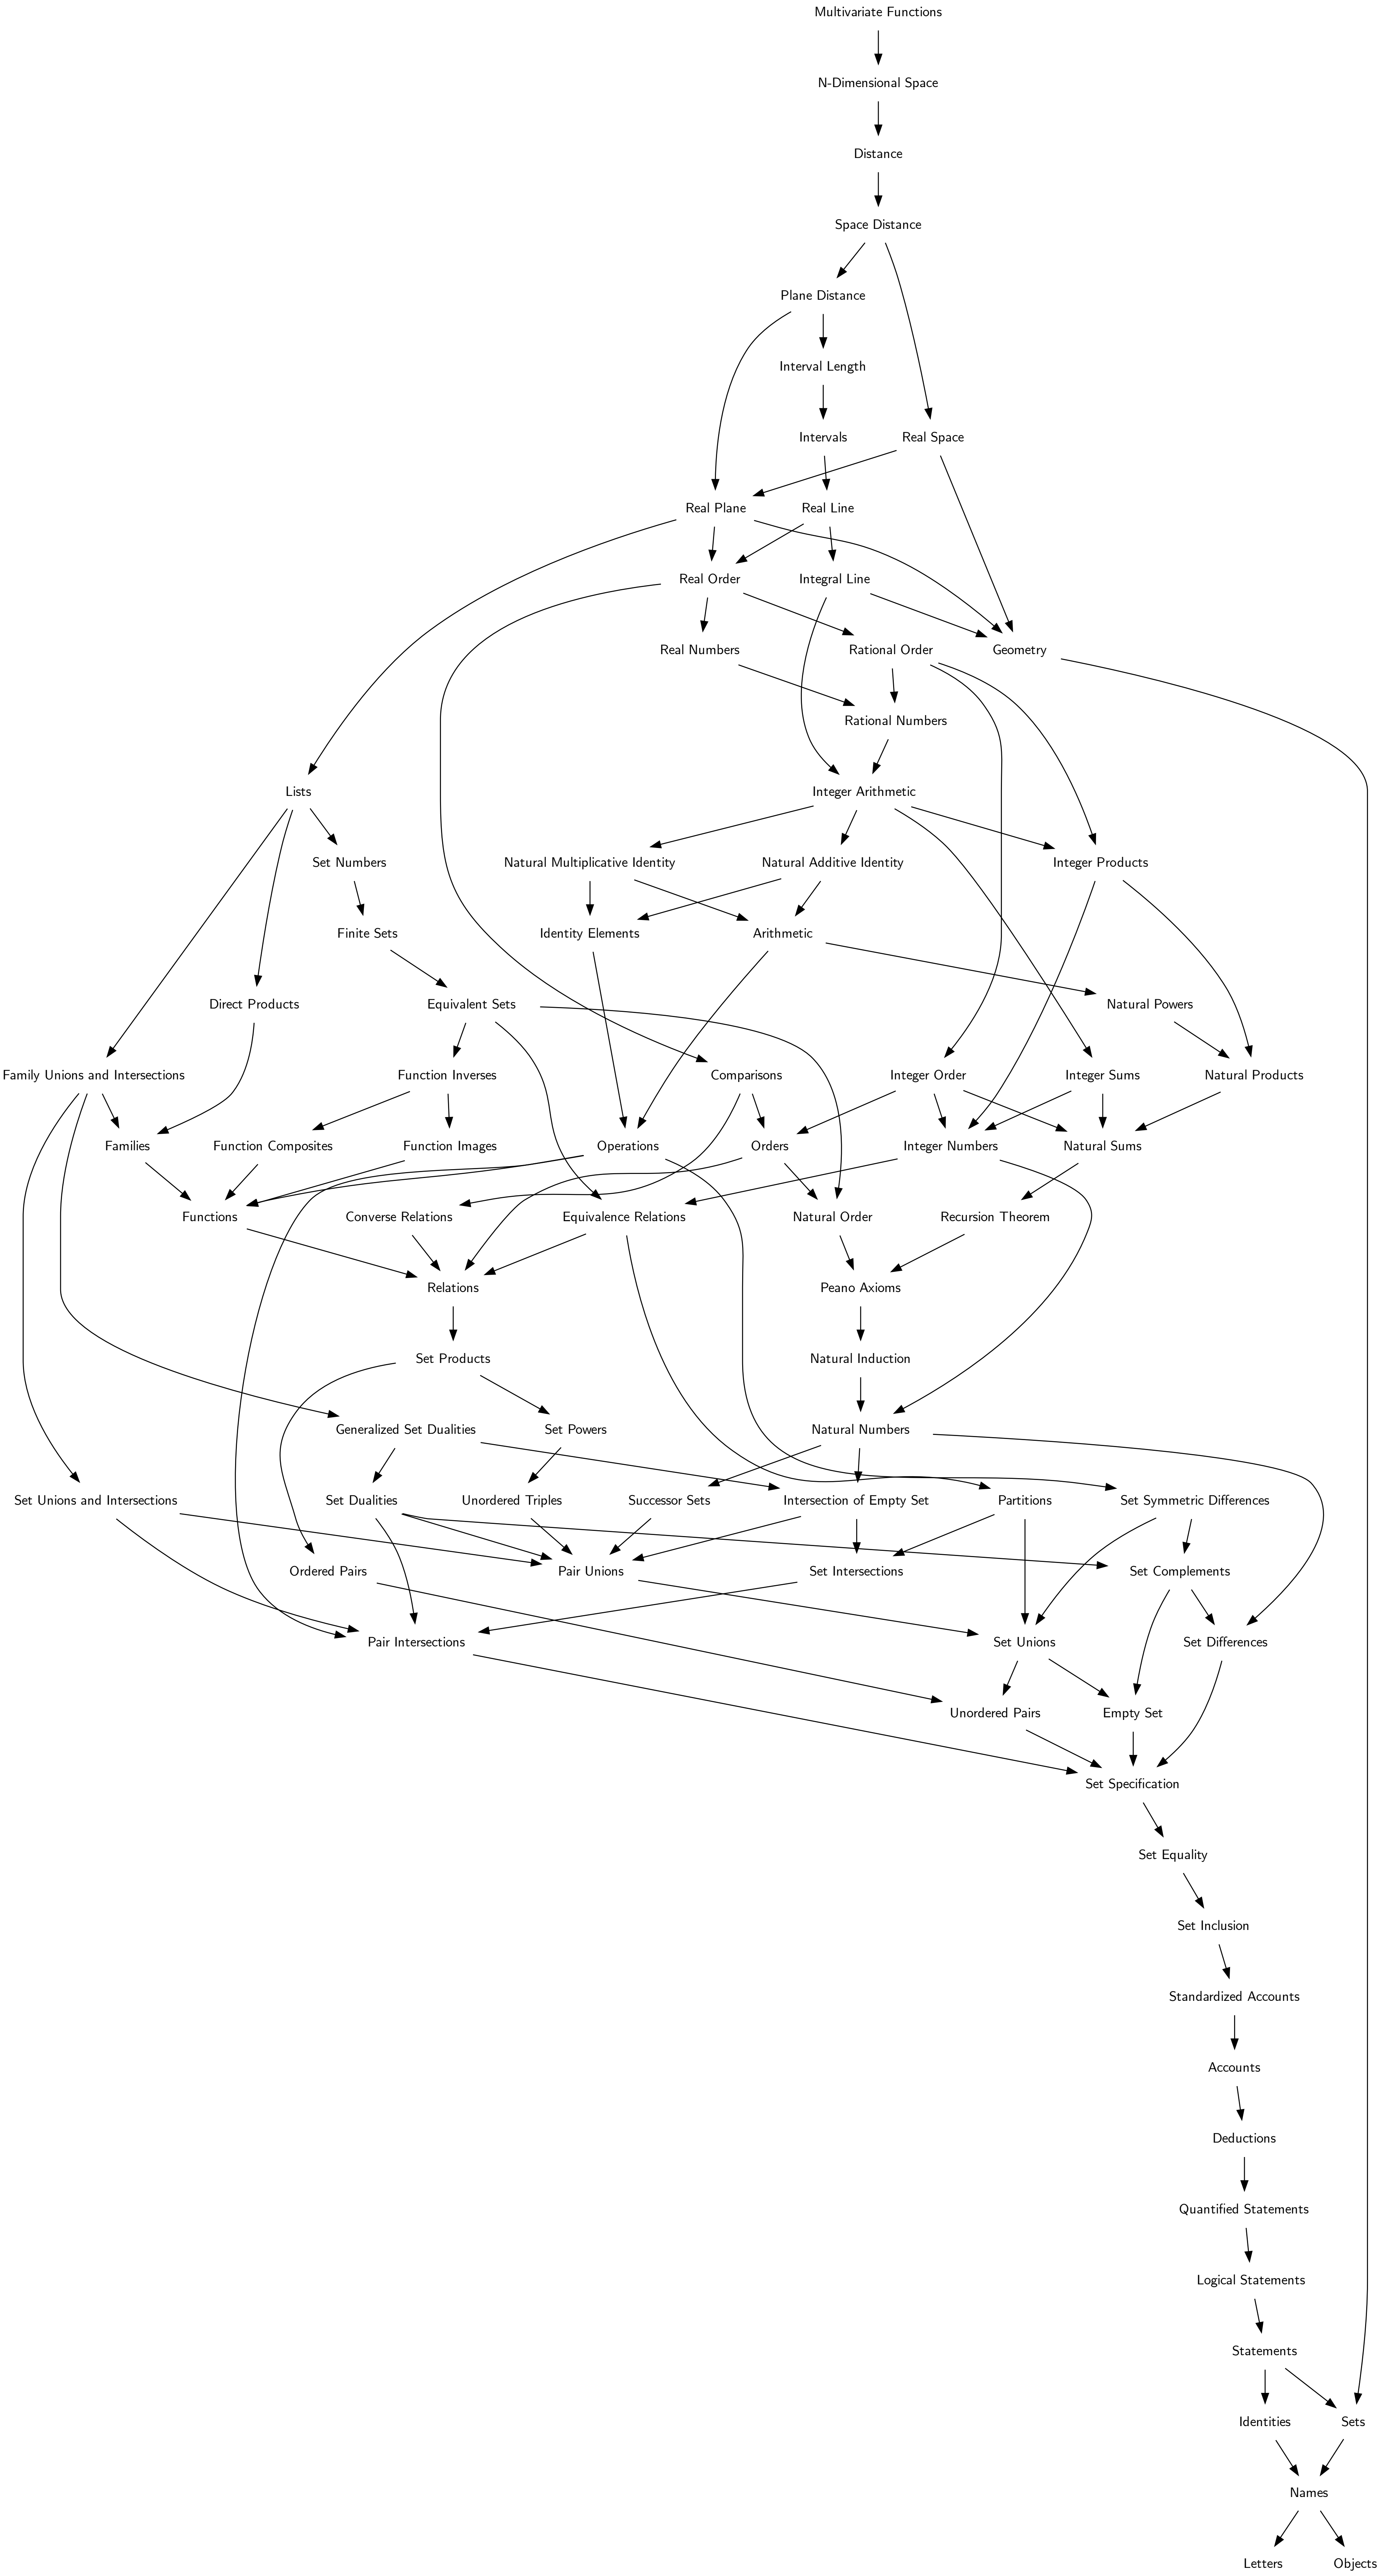 Multivariate Functions
N-Dimensional Space
Distance
Space Distance
Plane Distance
Interval Length
Intervals
Real Space
Real Plane
Real Line
Real Order
Integral Line
Real Numbers
Rational Order
Geometry
Rational Numbers
Lists
Integer Arithmetic
Set Numbers
Natural Multiplicative Identity
Natural Additive Identity
Integer Products
Finite Sets
Identity Elements
Arithmetic
Direct Products
Equivalent Sets
Natural Powers
Family Unions and Intersections
Function Inverses
Comparisons
Integer Order
Integer Sums
Natural Products
Families
Function Composites
Function Images
Operations
Orders
Integer Numbers
Natural Sums
Functions
Converse Relations
Equivalence Relations
Natural Order
Recursion Theorem
Relations
Peano Axioms
Set Products
Natural Induction
Generalized Set Dualities
Set Powers
Natural Numbers
Set Unions and Intersections
Set Dualities
Unordered Triples
Successor Sets
Intersection of Empty Set
Partitions
Set Symmetric Differences
Ordered Pairs
Pair Unions
Set Intersections
Set Complements
Pair Intersections
Set Unions
Set Differences
Unordered Pairs
Empty Set
Set Specification
Set Equality
Set Inclusion
Standardized Accounts
Accounts
Deductions
Quantified Statements
Logical Statements
Statements
Identities
Sets
Names
Letters
Objects